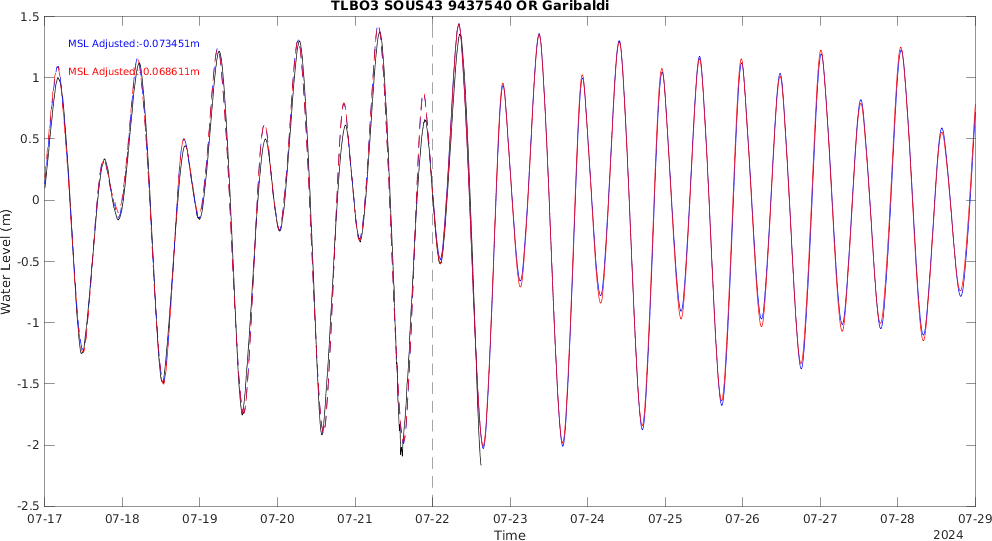 TLBO3 SOUS43 9437540 OR Garibaldi
1.5
1
0.5
0
-0.5
-1
-1.5
-2
-2.5
Water Level (m)
MSL Adjusted:-0.073451m
MSL Adjusted:-0.068611m
07-17 07-18 07-19 07-20 07-21 07-22 07-23 07-24 07-25 07-26 07-27 07-28 07-29
Time
2024